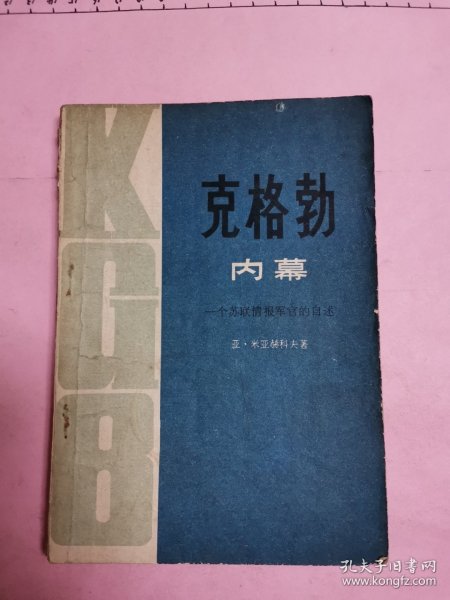 KGB
克格勃
内幕
一个苏联情报军官的自述
亚·米亚赫科夫著
孔夫子旧书网
www.kongfz.com